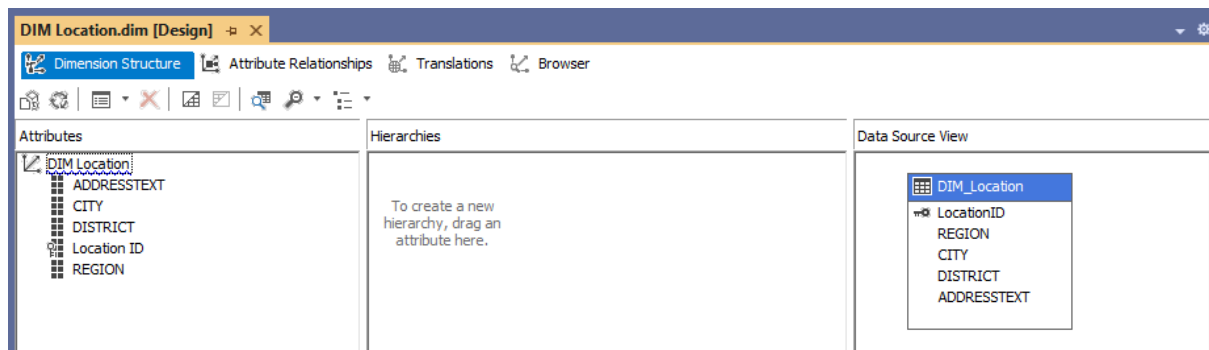 DIM Location.dim [Design]
Dimension Structure Attribute Relationships Translations Browser
Attributes
DIM Location
ADDRESSTEXT
CITY
DISTRICT
Location ID
REGION
Hierarchies
To create a new
hierarchy, drag an
attribute here.
Data Source View
DIM_Location
LocationID
REGION
CITY
DISTRICT
ADDRESSTEXT